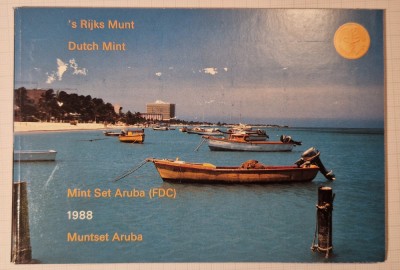 's Rijks Munt
Dutch Mint
Mint Set Aruba (FDC)
1988
Muntset Aruba